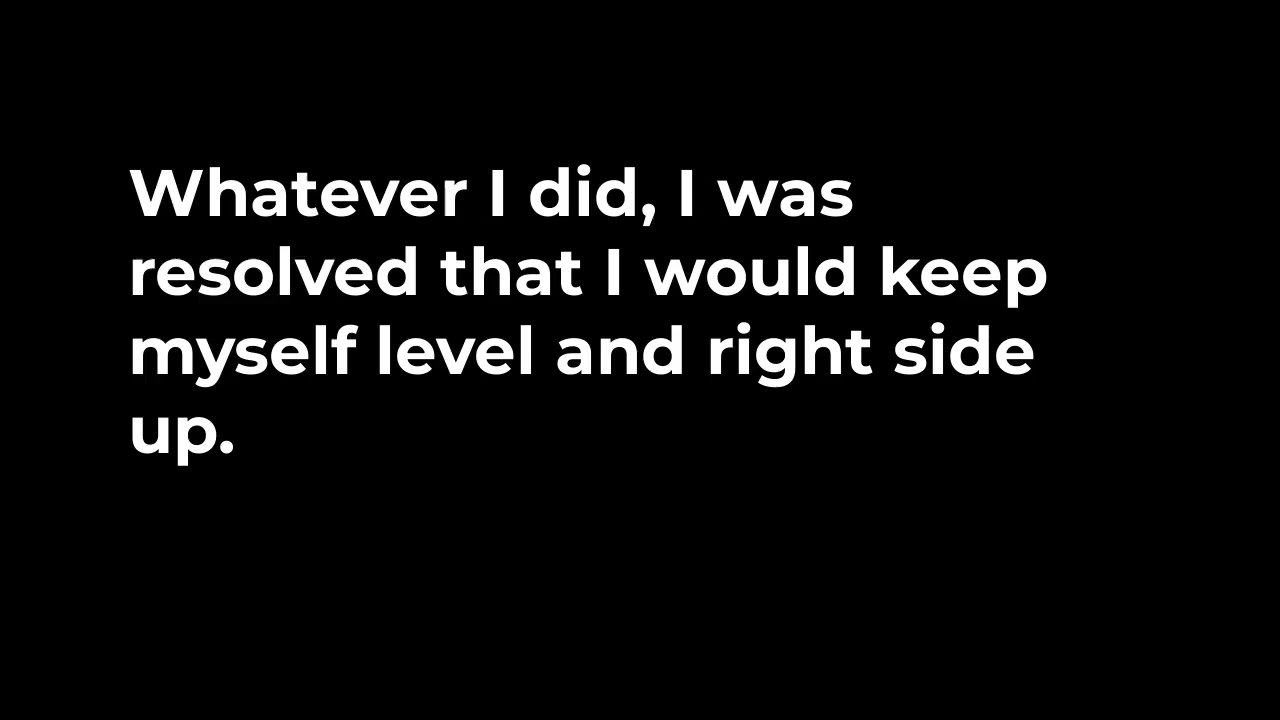 Whatever I did, I was
resolved that I would keep
myself level and right side
up.